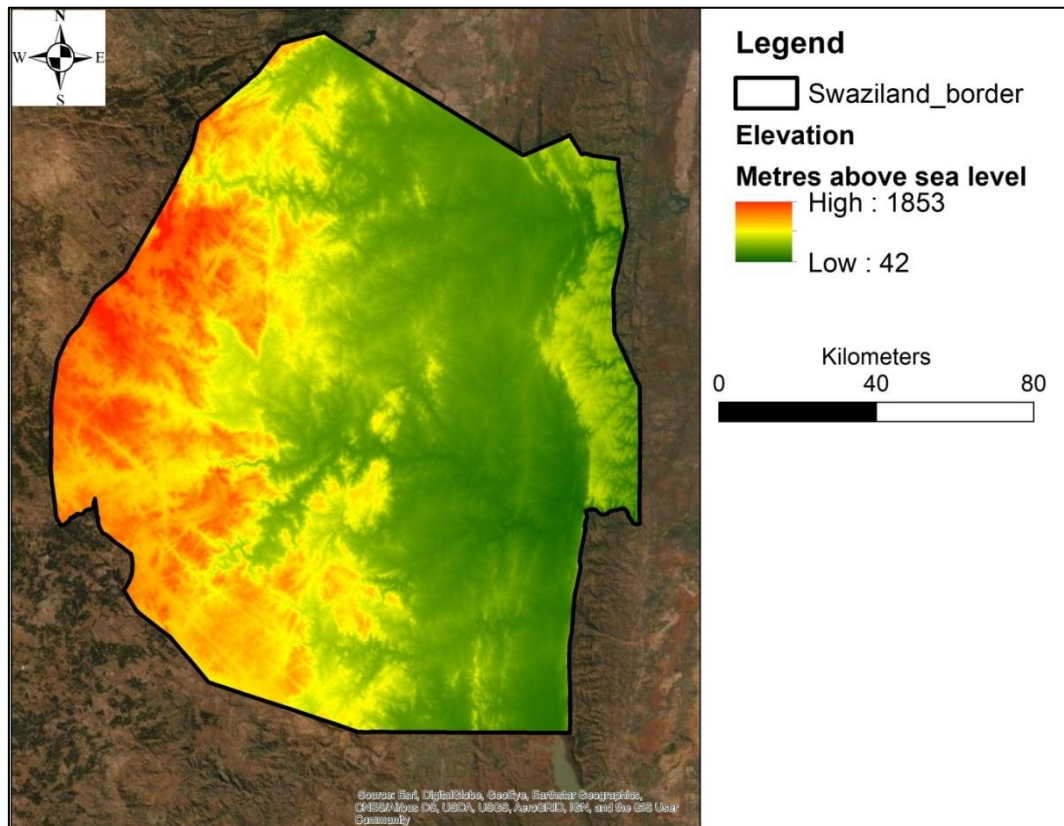 N
W E
S
Legend
Swaziland_border
Elevation
Metres above sea level
High : 1853
Low : 42
Kilometers
0 40 80
Source: Esri, DigitalGlobe, GeoEye, Earthstar Geographics,
CNES/Airbus DS, USDA, USGS, AeroGRID, IGN, and the GIS User
Community